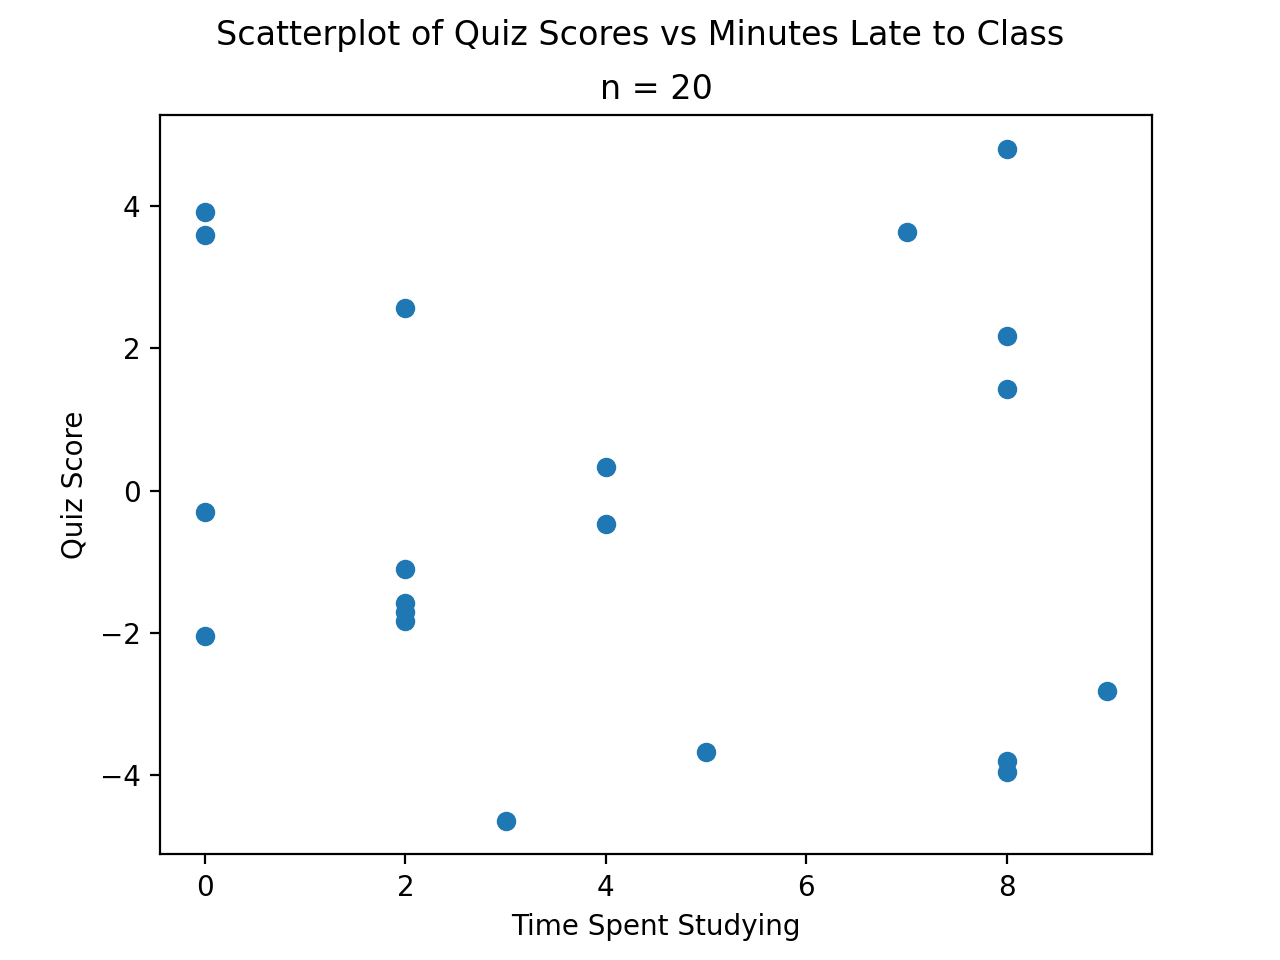 Scatterplot of Quiz Scores vs Minutes Late to Class
n = 20
4
2
0
−2
−4
Quiz Score
0 2 4 6 8
Time Spent Studying